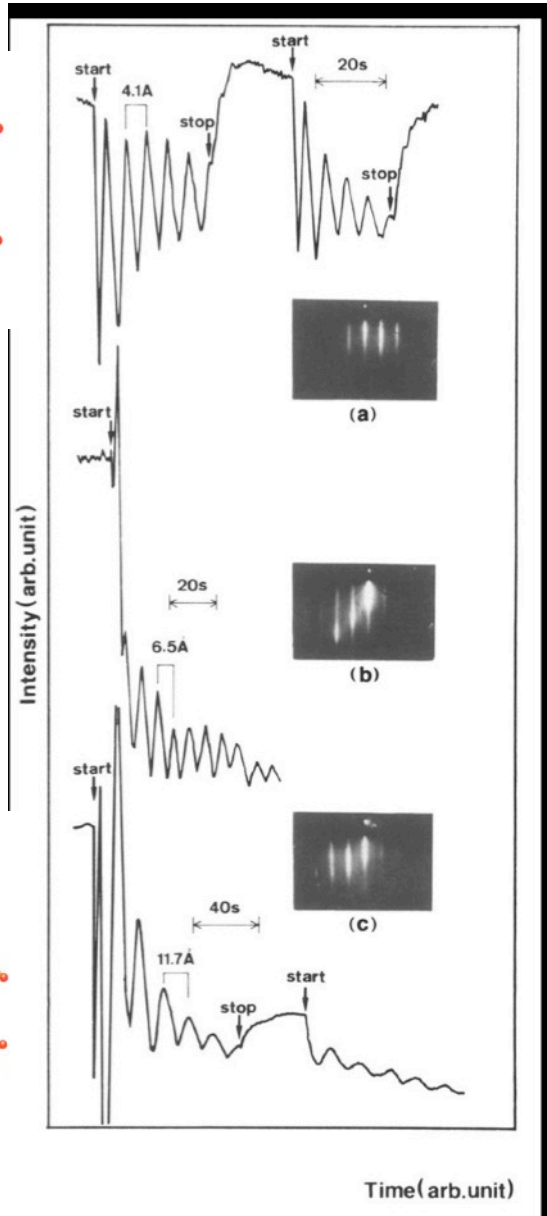 start
start
20s
4.1Å
stop
stop
(a)
start
20s
6.5Å
(b)
start
(c)
40s
11.7Å
start
stop
Intensity(arb.unit)
Time(arb.unit)